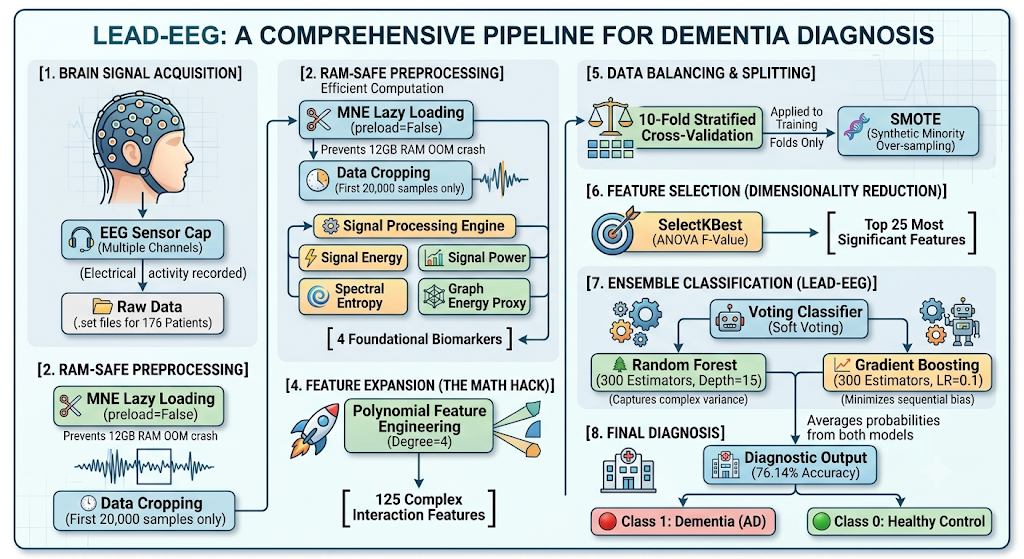 LEAD-EEG: A COMPREHENSIVE PIPELINE FOR DEMENTIA DIAGNOSIS
[1. BRAIN SIGNAL ACQUISITION]
EEG Sensor Cap
(Multiple Channels)
(Electrical activity recorded)
Raw Data
(.set files for 176 Patients)
[2. RAM-SAFE PREPROCESSING]
MNE Lazy Loading
(preload=False)
Prevents 12GB RAM OOM crash
Data Cropping
(First 20,000 samples only)
[2. RAM-SAFE PREPROCESSING]
Efficient Computation
MNE Lazy Loading
(preload=False)
Prevents 12GB RAM OOM crash
Data Cropping
(First 20,000 samples only)
Signal Processing Engine
Signal Energy
Signal Power
Spectral
Entropy
Graph
Energy Proxy
[4 Foundational Biomarkers]
[4. FEATURE EXPANSION (THE MATH HACK)]
Polynomial Feature
Engineering
(Degree=4)
[125 Complex
Interaction Features]
[5. DATA BALANCING & SPLITTING]
10-Fold Stratified
Cross-Validation
Applied to
Training
Folds Only
SMOTE
(Synthetic Minority
Over-sampling)
[6. FEATURE SELECTION (DIMENSIONALITY REDUCTION)]
SelectKBest
(ANOVA F-Value)
[Top 25 Most
Significant Features]
[7. ENSEMBLE CLASSIFICATION (LEAD-EEG)]
Voting Classifier
(Soft Voting)
Random Forest
(300 Estimators, Depth=15)
(Captures complex variance)
Gradient Boosting
(300 Estimators, LR=0.1)
(Minimizes sequential bias)
Averages probabilities
from both models
[8. FINAL DIAGNOSIS]
Diagnostic Output
(76.14% Accuracy)
Class 1: Dementia (AD)
Class 0: Healthy Control